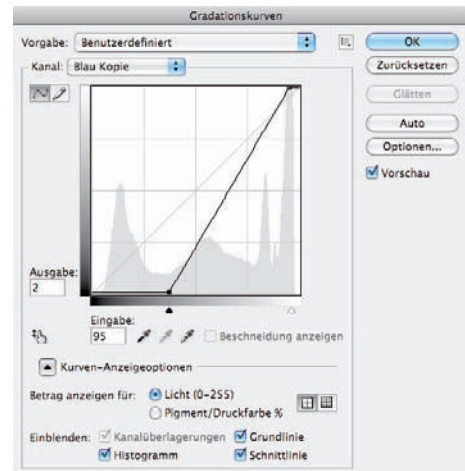 Gradationskurven
Vorgabe: Benutzerdefiniert
OK
Kanal: Blau Kopie
Zurücksetzen
Glätten
Auto
Optionen...
Vorschau
Ausgabe:
2
Eingabe:
95
Beschneidung anzeigen
Kurven-Anzeigeoptionen
Betrag anzeigen für: Licht (0–255)
Pigment/Druckfarbe %
Einblenden: Kanalüberlagerungen Grundlinie
Histogramm Schnittlinie